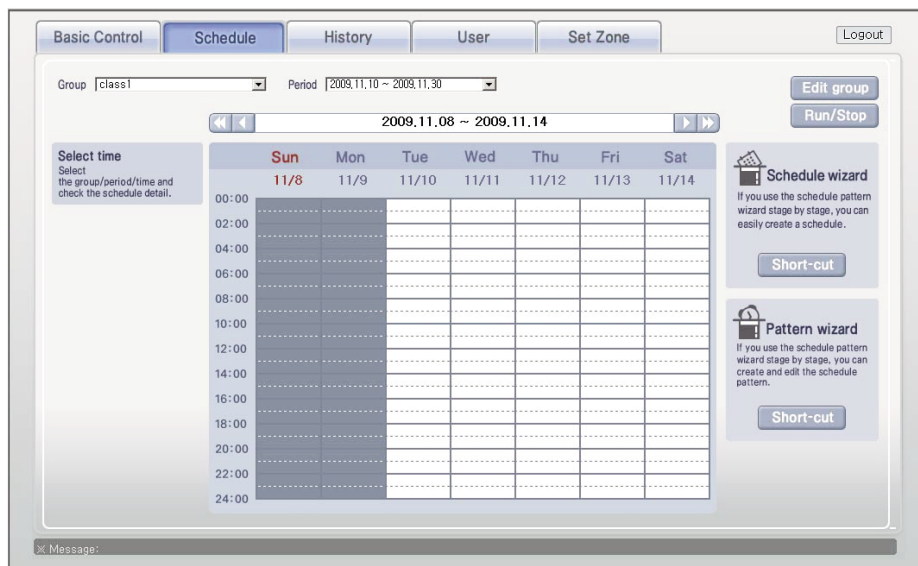 Basic Control Schedule History User Set Zone Logout
Group class1 Period 2009.11.10 ~ 2009.11.30 Edit group
Run/Stop
2009.11.08 ~ 2009.11.14
Select time
Select
the group/period/time and
check the schedule detail.
Sun Mon Tue Wed Thu Fri Sat
11/8 11/9 11/10 11/11 11/12 11/13 11/14
00:00
02:00
04:00
06:00
08:00
10:00
12:00
14:00
16:00
18:00
20:00
22:00
24:00
Schedule wizard
If you use the schedule pattern
wizard stage by stage, you can
easily create a schedule.
Short-cut
Pattern wizard
If you use the schedule pattern
wizard stage by stage, you can
create and edit the schedule
pattern.
Short-cut
※ Message: